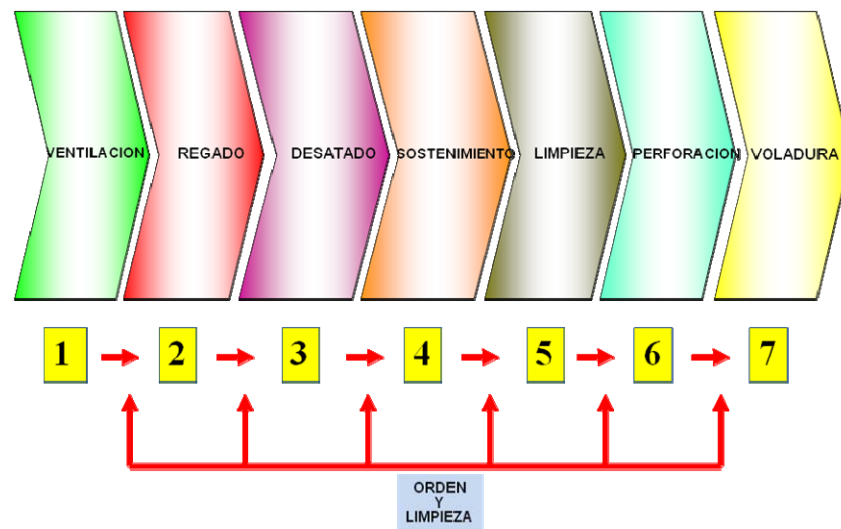 VENTILACION
REGADO
DESATADO
SOSTENIMIENTO
LIMPIEZA
PERFORACION
VOLADURA
1
2
3
4
5
6
7
ORDEN
Y
LIMPIEZA